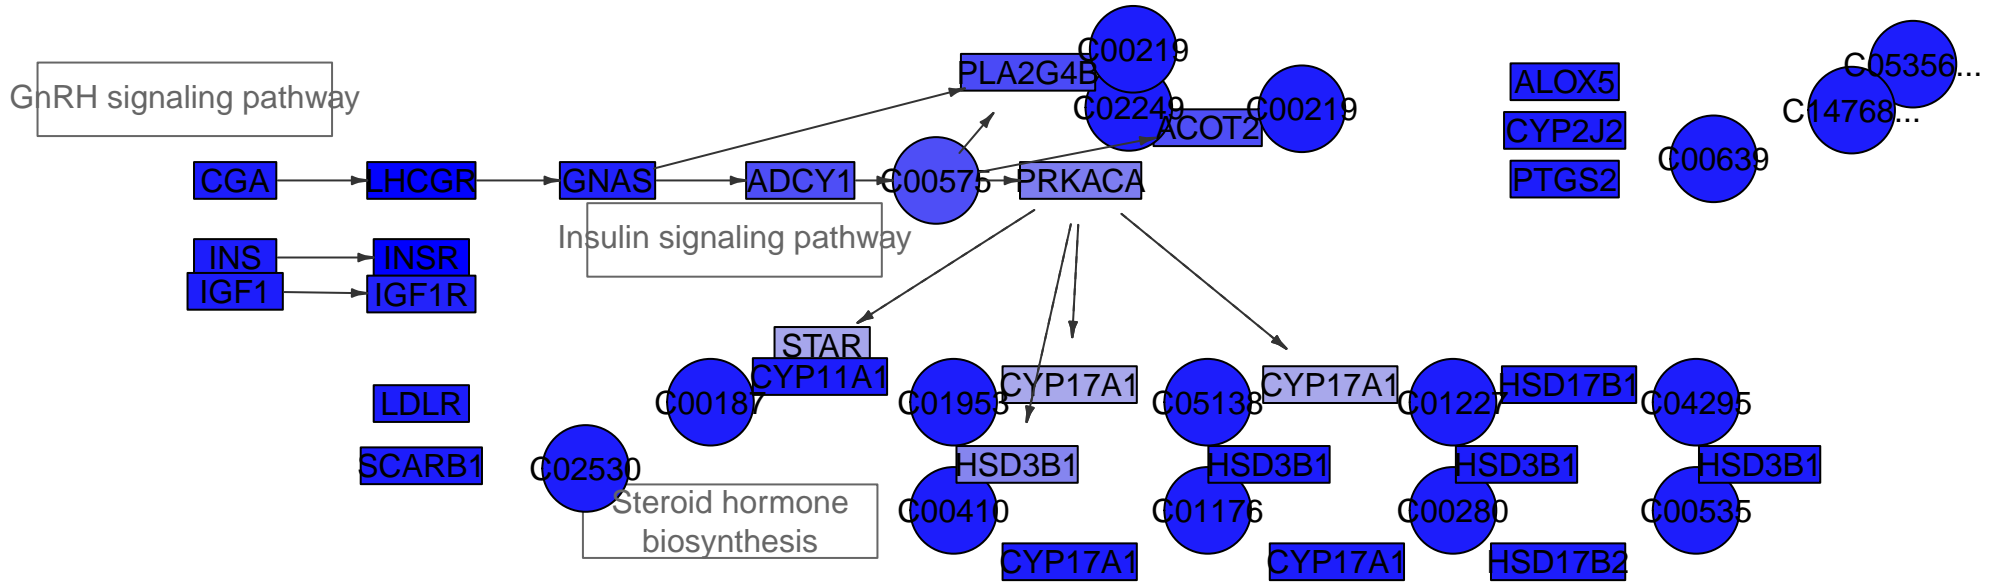 C00219
C05356...
PLA2G4B
ALOX5
GnRH signaling pathway
C02249
C00219
C14768...
ACOT2
CYP2J2
C00639
CGA
LHCGR
GNAS
ADCY1
C00575
PRKACA
PTGS2
Insulin signaling pathway
INS
INSR
IGF1
IGF1R
STAR
CYP11A1
CYP17A1
CYP17A1
HSD17B1
LDLR
C00187
C01953
C05138
C01227
C04295
SCARB1
C02530
HSD3B1
HSD3B1
HSD3B1
HSD3B1
Steroid hormone
biosynthesis
C00410
C01176
C00280
C00535
CYP17A1
CYP17A1
HSD17B2